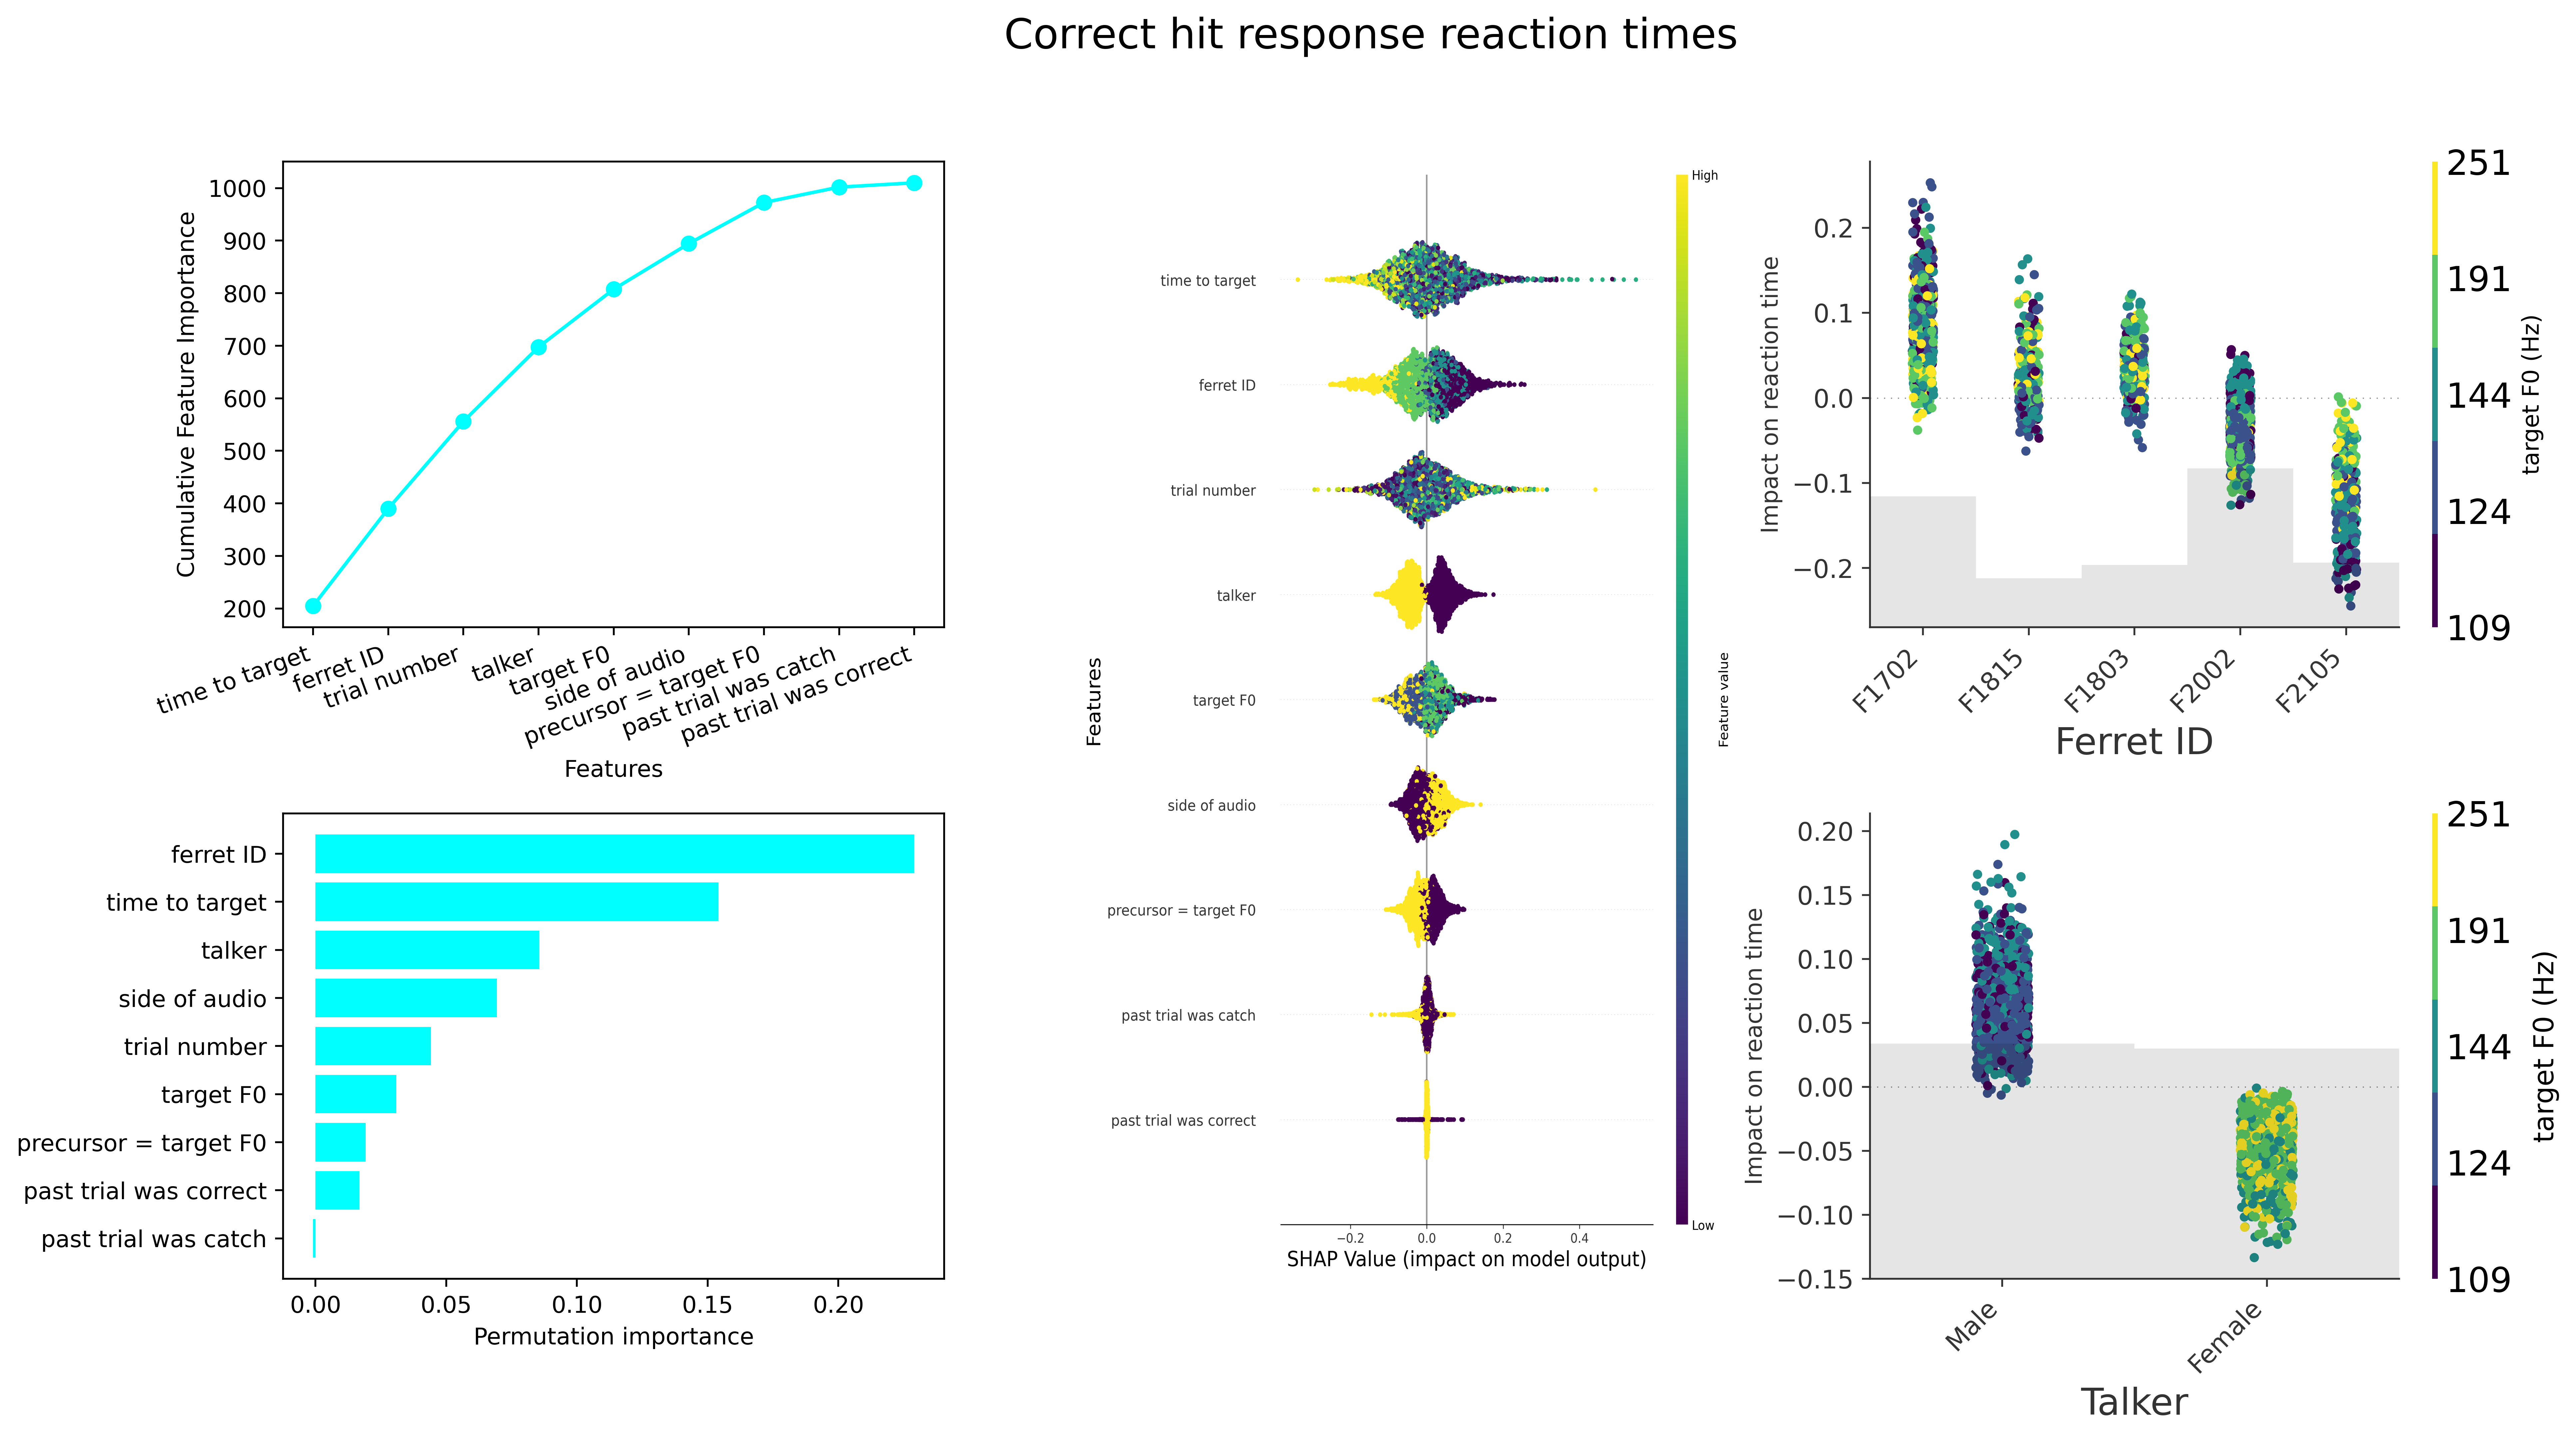 Correct hit response reaction times
Cumulative Feature Importance
1000
900
800
700
600
500
400
300
200
time to target
ferret ID
trial number
talker
target F0
side of audio
precursor = target F0
past trial was catch
past trial was correct
Features
ferret ID
time to target
talker
side of audio
trial number
target F0
precursor = target F0
past trial was correct
past trial was catch
0.00 0.05 0.10 0.15 0.20
Permutation importance
Features
time to target
ferret ID
trial number
talker
target F0
side of audio
precursor = target F0
past trial was catch
past trial was correct
−0.2 0.0 0.2 0.4
SHAP Value (impact on model output)
High
Low
Feature value
Impact on reaction time
0.2
0.1
0.0
−0.1
−0.2
F1702
F1815
F1803
F2002
F2105
Ferret ID
251
191
144
124
109
target F0 (Hz)
Impact on reaction time
0.20
0.15
0.10
0.05
0.00
−0.05
−0.10
−0.15
Male
Female
Talker
251
191
144
124
109
target F0 (Hz)